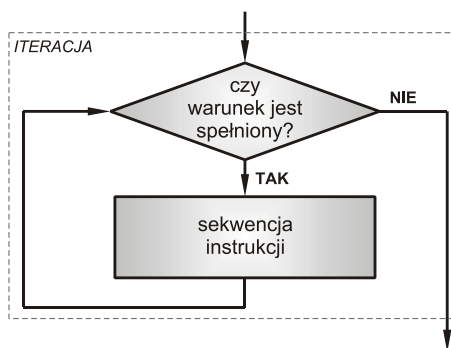 ITERACJA
czy
warunek jest
spełniony?
NIE
TAK
sekwencja
instrukcji